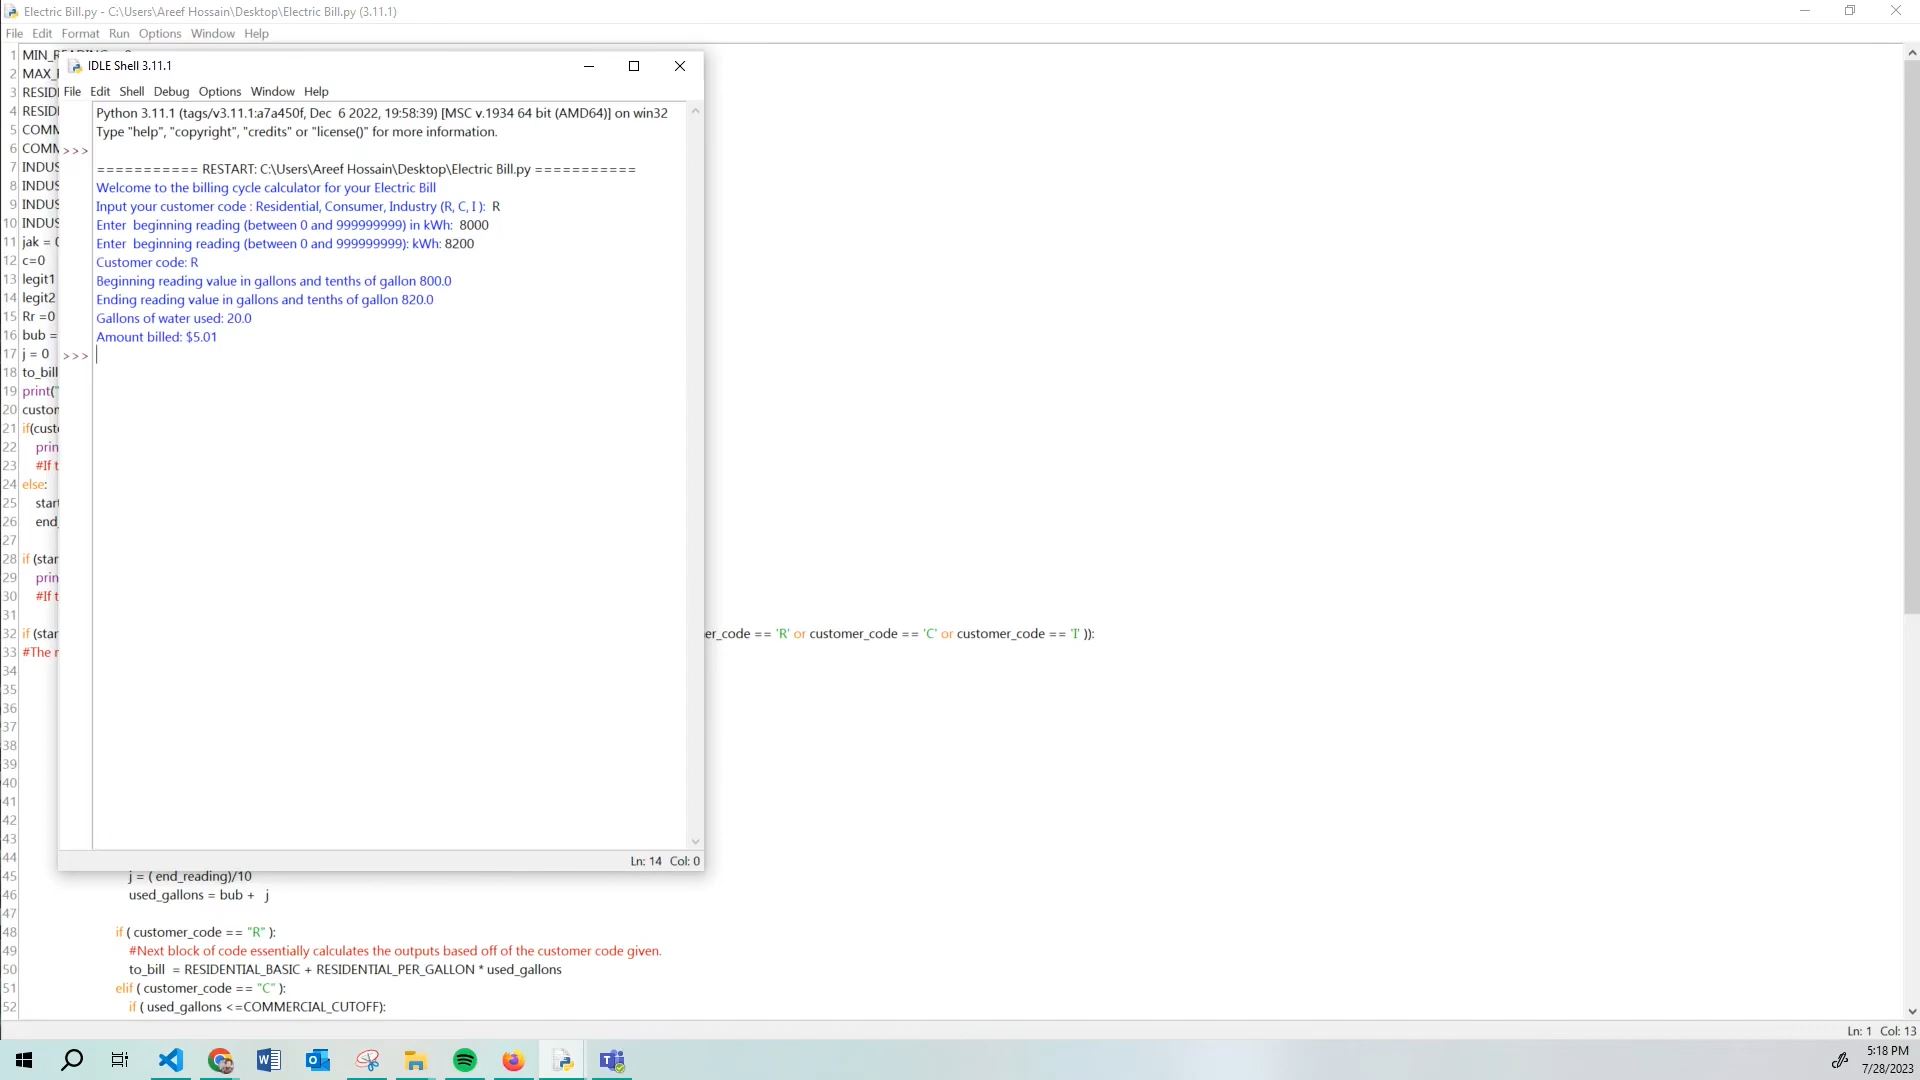 Electric Bill.py - C:\Users\Areef Hossain\Desktop\Electric Bill.py (3.11.1)
File Edit Format Run Options Window Help
IDLE Shell 3.11.1
File Edit Shell Debug Options Window Help
Python 3.11.1 (tags/v3.11.1:a7a450f, Dec  6 2022, 19:58:39) [MSC v.1934 64 bit (AMD64)] on win32
Type "help", "copyright", "credits" or "license()" for more information.
>>>
=========== RESTART: C:\Users\Areef Hossain\Desktop\Electric Bill.py ===========
Welcome to the billing cycle calculator for your Electric Bill
Input your customer code : Residential, Consumer, Industry (R, C, I ):  R
Enter  beginning reading (between 0 and 999999999) in kWh:  8000
Enter  beginning reading (between 0 and 999999999): kWh: 8200
Customer code: R
Beginning reading value in gallons and tenths of gallon 800.0
Ending reading value in gallons and tenths of gallon 820.0
Gallons of water used: 20.0
Amount billed: $5.01
>>>
Ln: 14 Col: 0
1
2 MAX_
3 RESID
4 RESID
5 COMM
6 COMM
7 INDUS
8 INDUS
9 INDUS
10 INDUS
11 jak = 0
12 c=0
13 legit1
14 legit2
15 Rr =0
16 bub =
17 j = 0
18 to_bill
19 print("
20 custom
21 if(cust
22 prin
23 #If t
24 else:
25 start
26 end_
27
28 if (star
29 prin
30 #If t
31
32 if (star er_code == 'R' or customer_code == 'C' or customer_code == 'I' )):
33 #The r
34
35
36
37
38
39
40
41
42
43
44
45 j = ( end_reading)/10
46 used_gallons = bub +   j
47
48 if ( customer_code == "R" ):
49 #Next block of code essentially calculates the outputs based off of the customer code given.
50 to_bill  = RESIDENTIAL_BASIC + RESIDENTIAL_PER_GALLON * used_gallons
51 elif ( customer_code == "C" ):
52 if ( used_gallons <=COMMERCIAL_CUTOFF):
Ln: 1 Col: 13
5:18 PM
7/28/2023